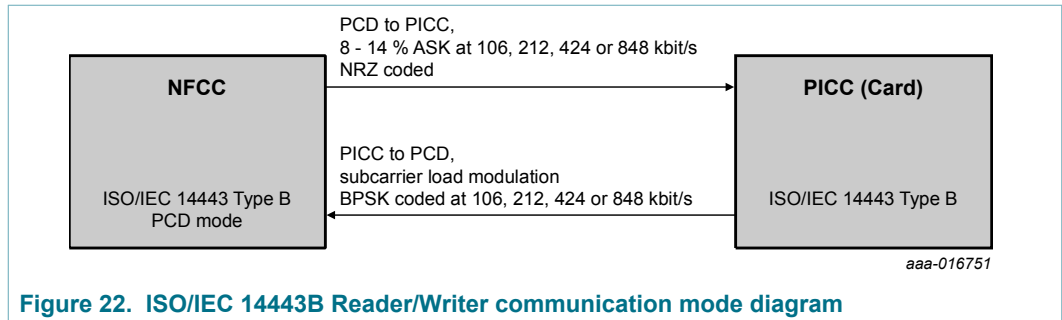 PCD to PICC,
8 - 14 % ASK at 106, 212, 424 or 848 kbit/s
NRZ coded
NFCC
PICC (Card)
PICC to PCD,
subcarrier load modulation
BPSK coded at 106, 212, 424 or 848 kbit/s
ISO/IEC 14443 Type B
PCD mode
ISO/IEC 14443 Type B
aaa-016751
Figure 22. ISO/IEC 14443B Reader/Writer communication mode diagram